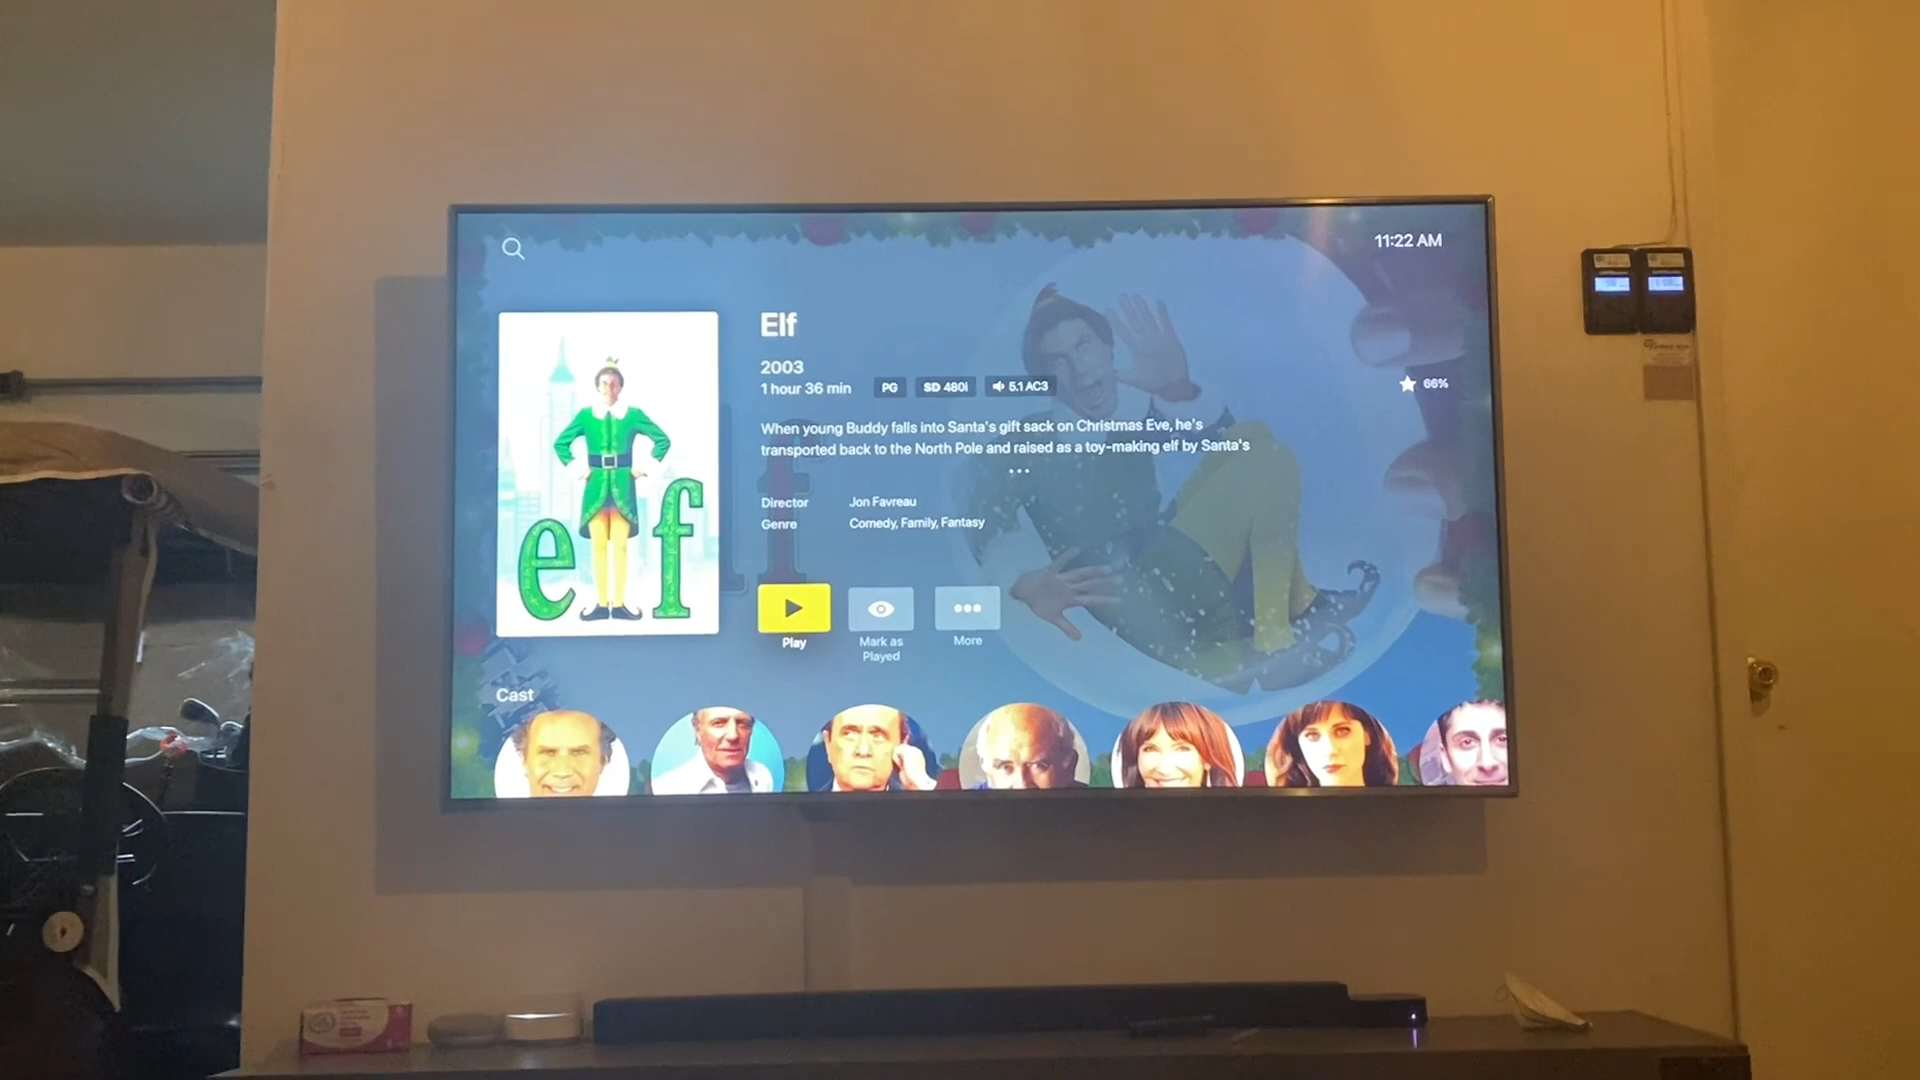 11:22 AM
Elf
2003
1 hour 36 min PG SD 480i 5.1 AC3
66%
When young Buddy falls into Santa's gift sack on Christmas Eve, he's
transported back to the North Pole and raised as a toy-making elf by Santa's
...
Director Jon Favreau
Genre Comedy, Family, Fantasy
elf
Play
Mark as
Played
More
Cast